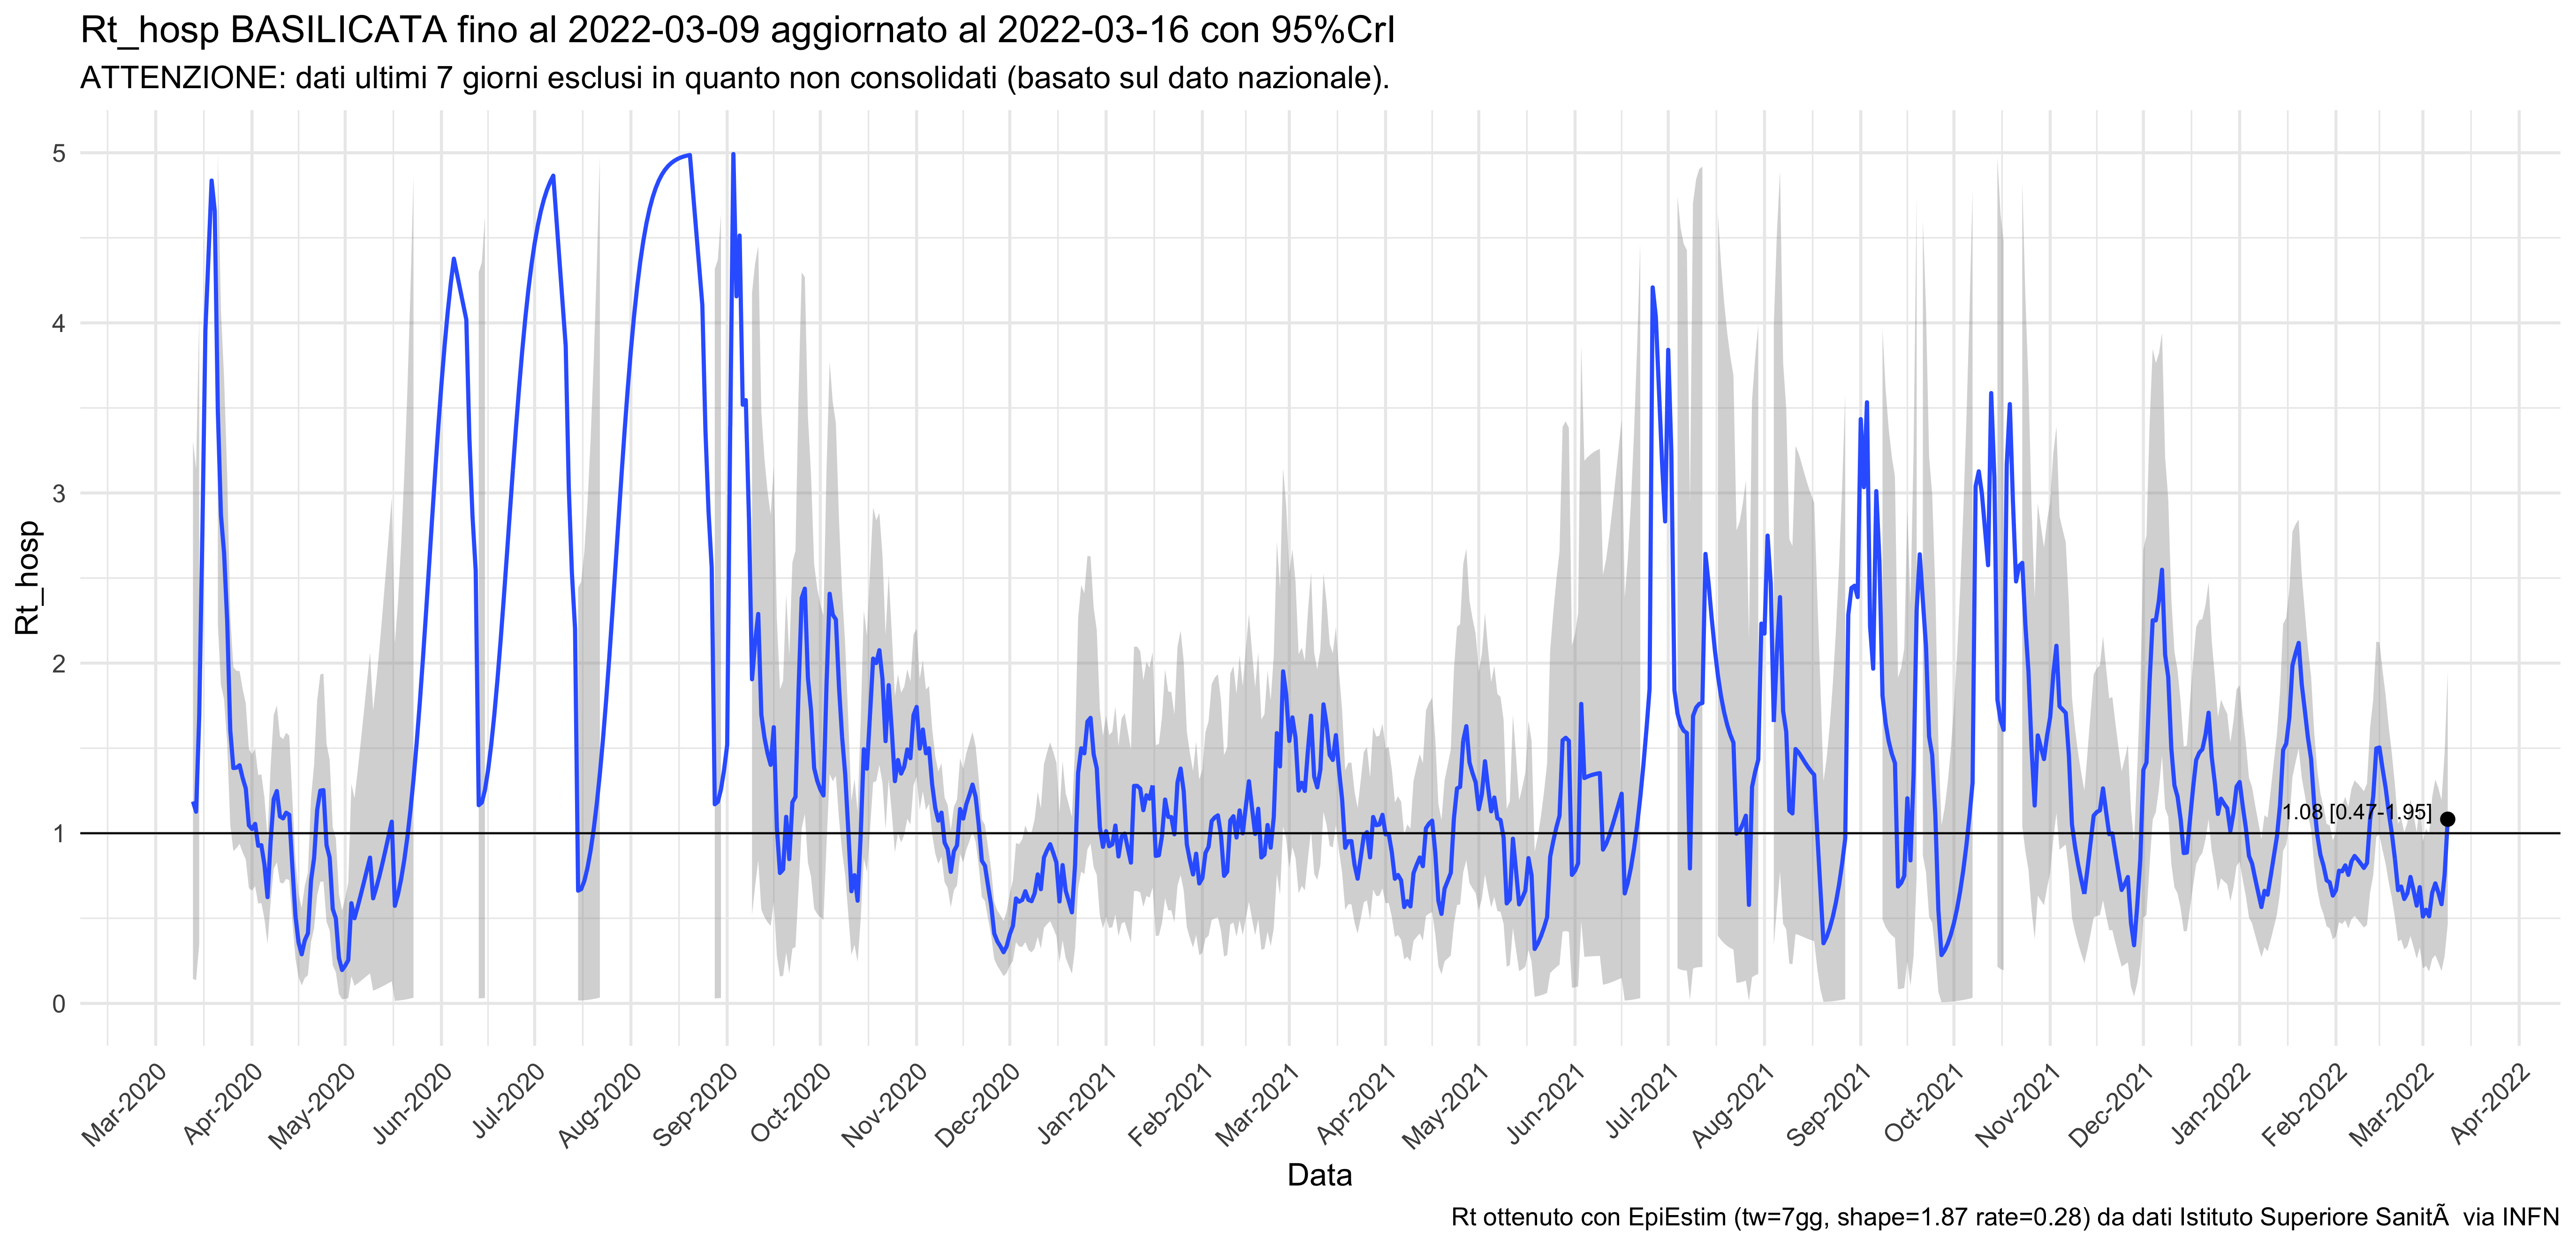 Rt_hosp BASILICATA fino al 2022-03-09 aggiornato al 2022-03-16 con 95%CrI
ATTENZIONE: dati ultimi 7 giorni esclusi in quanto non consolidati (basato sul dato nazionale).
5
4
3
2
1
0
Rt_hosp
1.08 [0.47-1.95]
Mar-2020
Apr-2020
May-2020
Jun-2020
Jul-2020
Aug-2020
Sep-2020
Oct-2020
Nov-2020
Dec-2020
Jan-2021
Feb-2021
Mar-2021
Apr-2021
May-2021
Jun-2021
Jul-2021
Aug-2021
Sep-2021
Oct-2021
Nov-2021
Dec-2021
Jan-2022
Feb-2022
Mar-2022
Apr-2022
Data
Rt ottenuto con EpiEstim (tw=7gg, shape=1.87 rate=0.28) da dati Istituto Superiore SanitÃ  via INFN